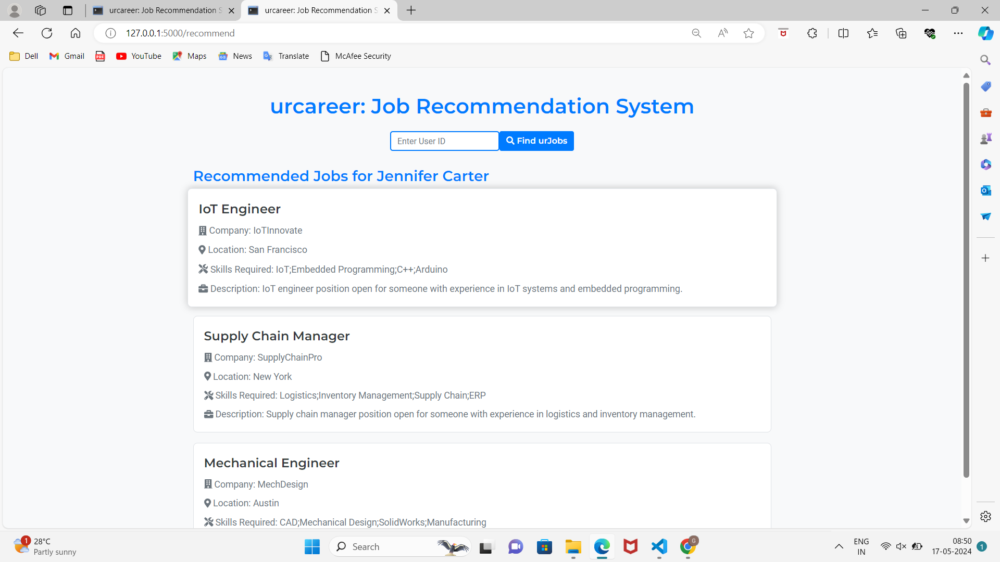 urcareer: Job Recommendation S
urcareer: Job Recommendation S
127.0.0.1:5000/recommend
Dell
Gmail
PDF
YouTube
Maps
News
Translate
McAfee Security
urcareer: Job Recommendation System
Enter User ID
Find urJobs
Recommended Jobs for Jennifer Carter
IoT Engineer
Company: IoTInnovate
Location: San Francisco
Skills Required: IoT;Embedded Programming;C++;Arduino
Description: IoT engineer position open for someone with experience in IoT systems and embedded programming.
Supply Chain Manager
Company: SupplyChainPro
Location: New York
Skills Required: Logistics;Inventory Management;Supply Chain;ERP
Description: Supply chain manager position open for someone with experience in logistics and inventory management.
Mechanical Engineer
Company: MechDesign
Location: Austin
Skills Required: CAD;Mechanical Design;SolidWorks;Manufacturing
1
28°C
Partly sunny
Search
G
ENG
IN
08:50
17-05-2024
1